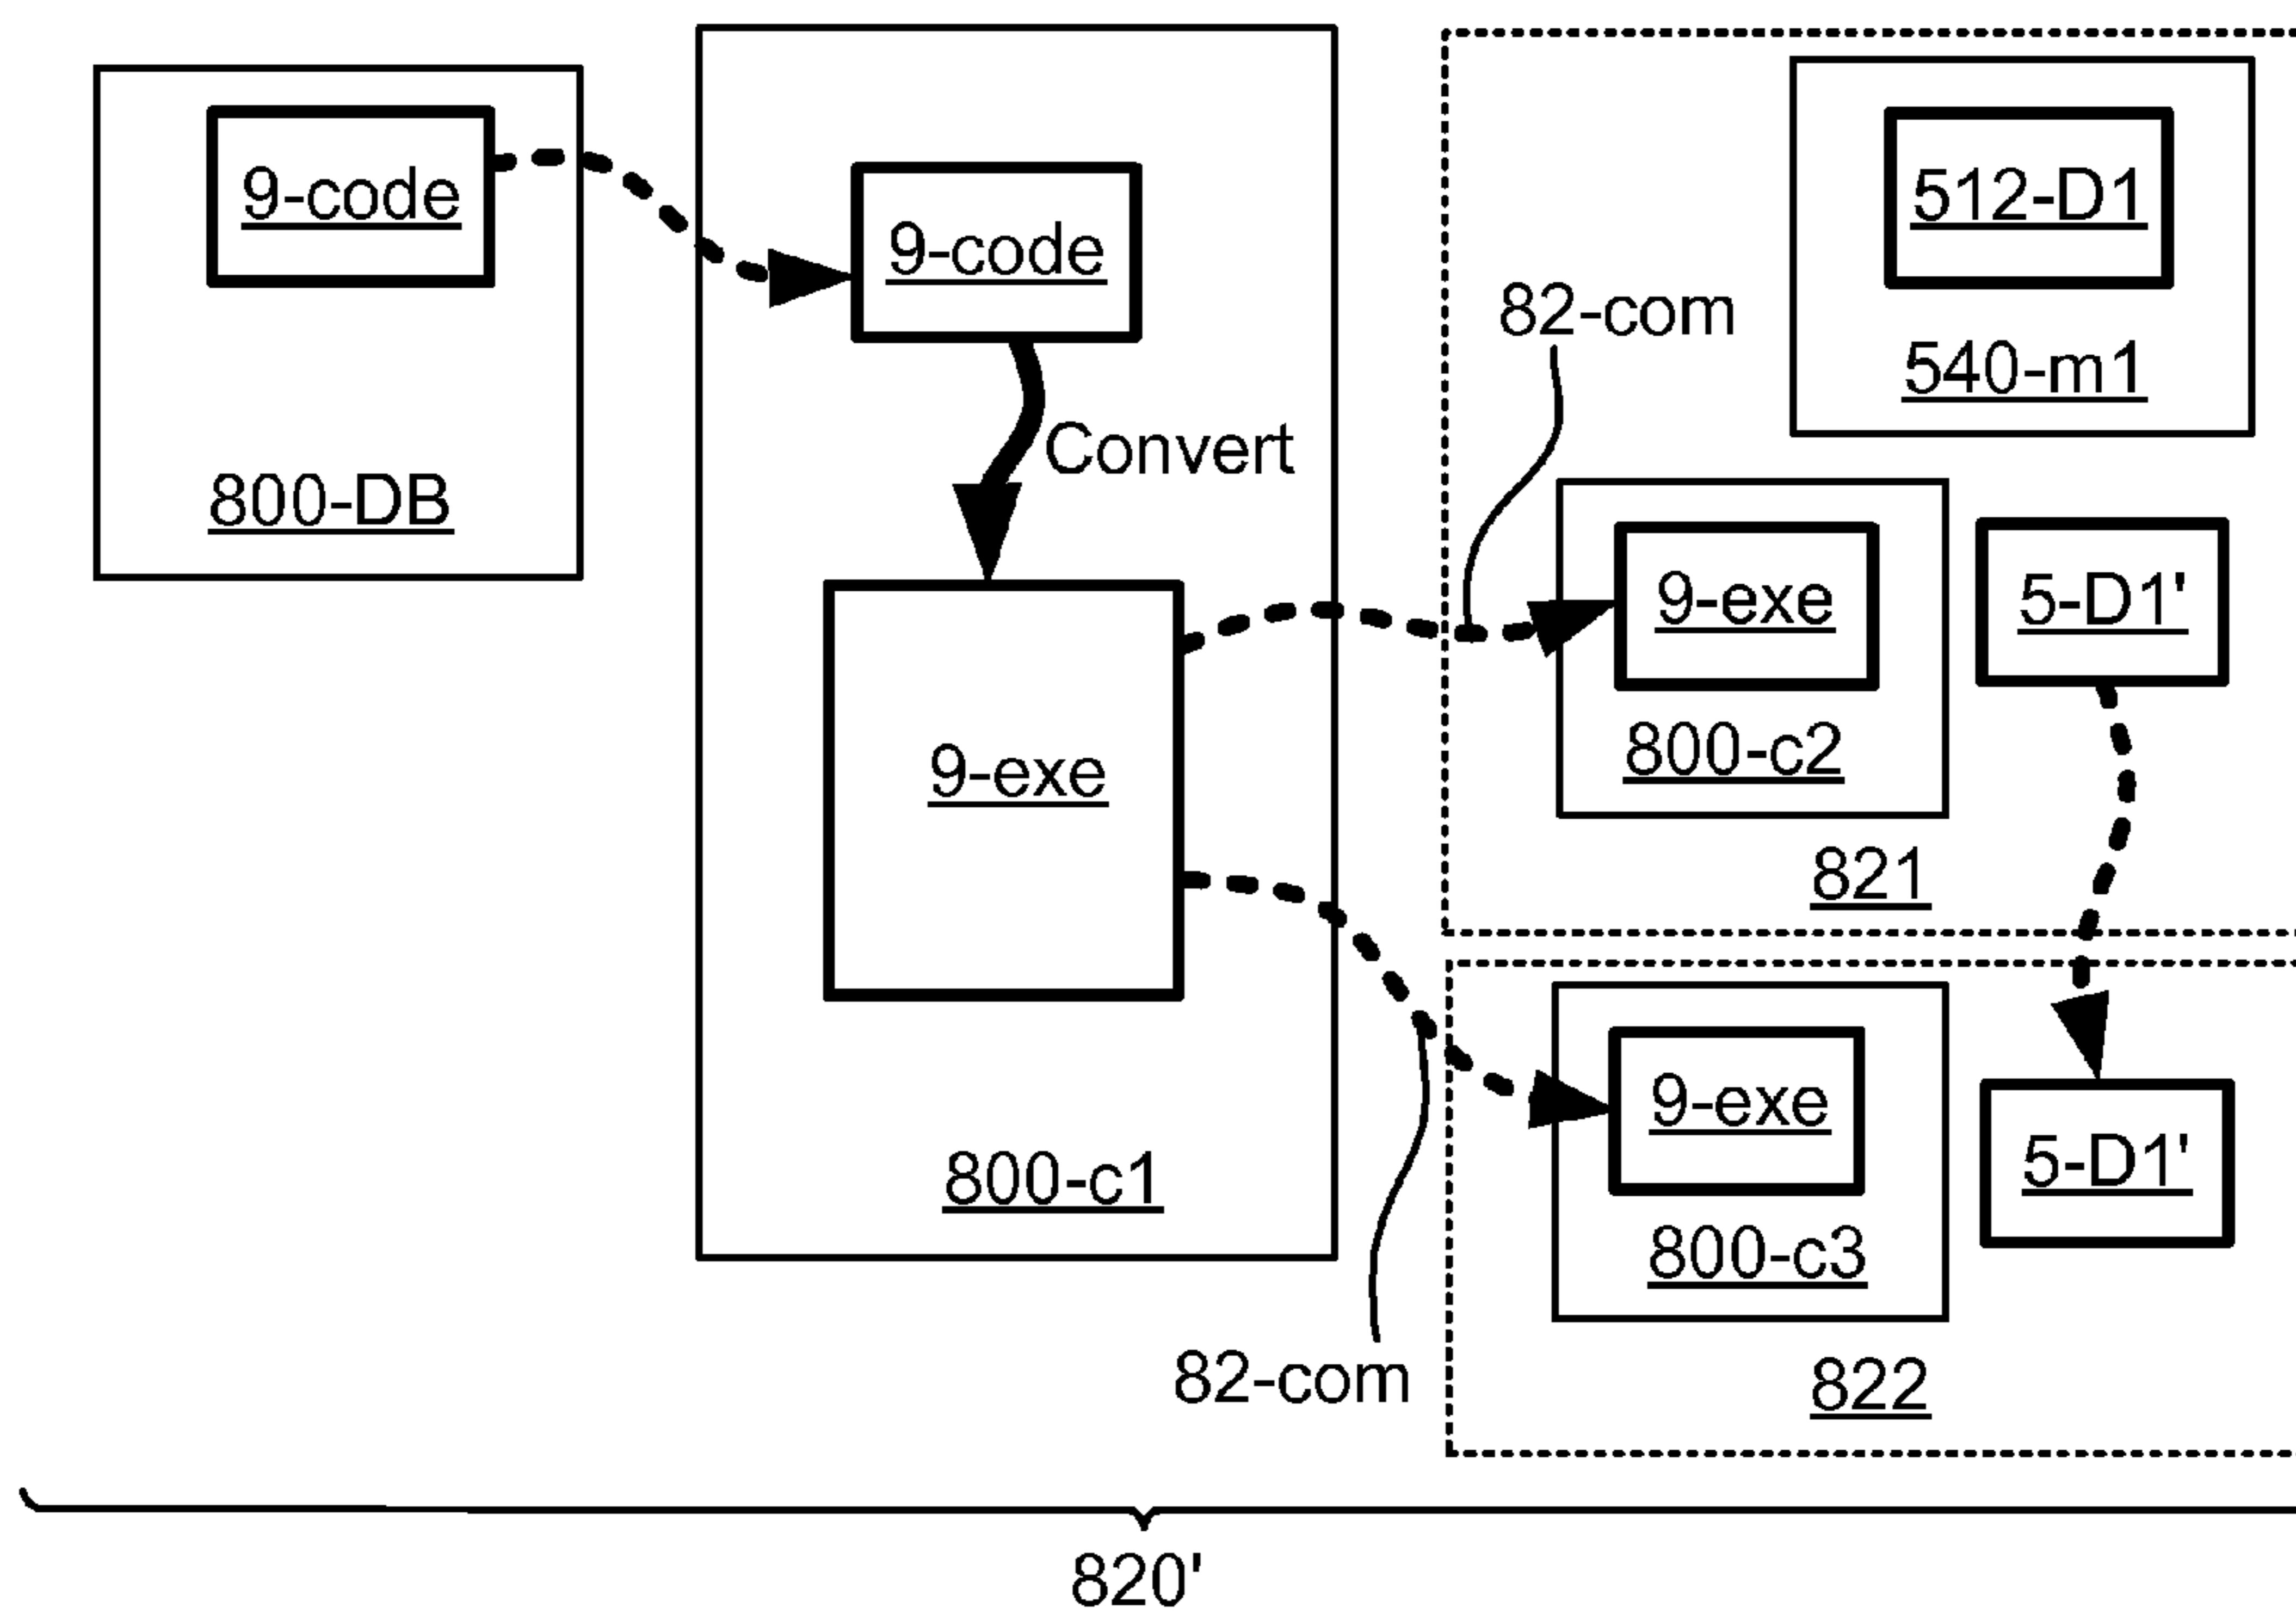 9-code
800-DB
9-code
Convert
9-exe
800-c1
82-com
82-com
512-D1
540-m1
9-exe
800-c2
5-D1'
821
9-exe
800-c3
5-D1'
822
820'